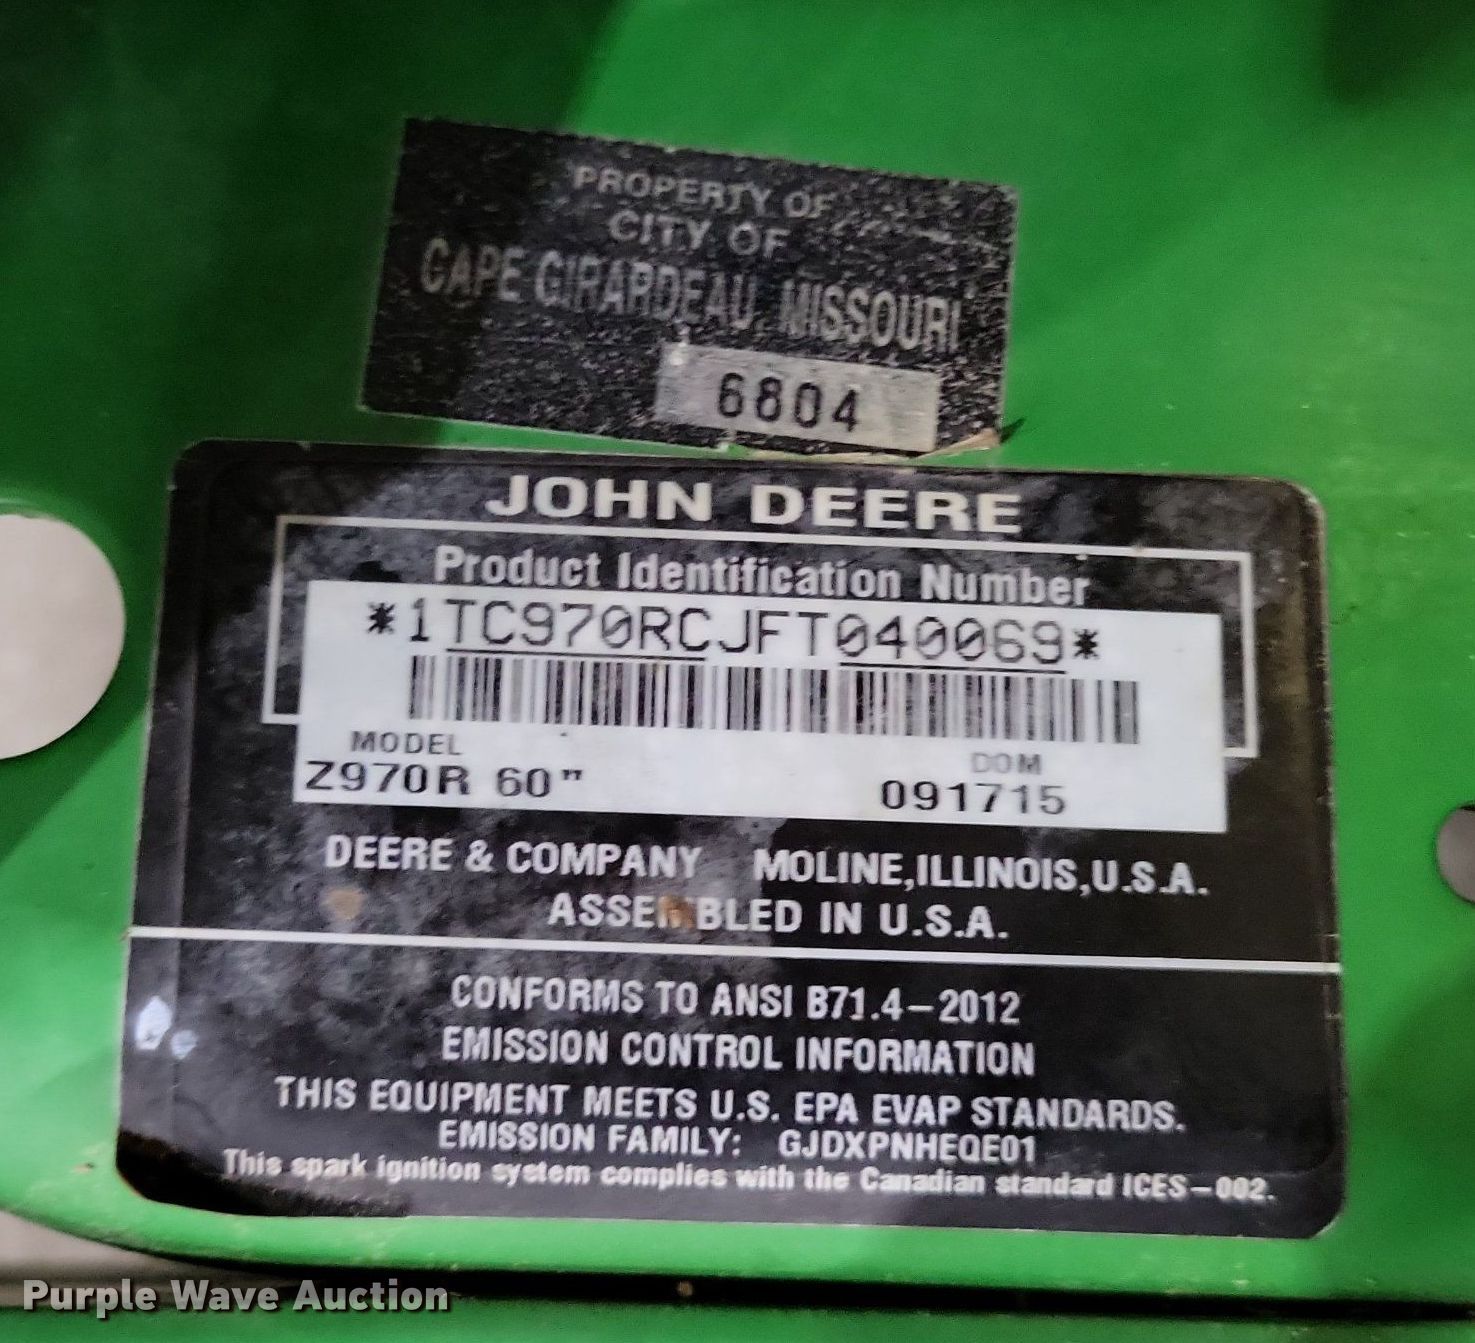 PROPERTY OF
CITY OF
CAPE GIRARDEAU, MISSOURI
6804
JOHN DEERE
Product Identification Number
*1TC970RCJFT040069*
MODEL DOM
Z970R 60" 091715
DEERE & COMPANY MOLINE,ILLINOIS,U.S.A.
ASSEMBLED IN U.S.A.
CONFORMS TO ANSI B71.4-2012
EMISSION CONTROL INFORMATION
THIS EQUIPMENT MEETS U.S. EPA EVAP STANDARDS.
EMISSION FAMILY: GJDXPNHEQE01
This spark ignition system complies with the Canadian standard ICES-002.
Purple Wave Auction